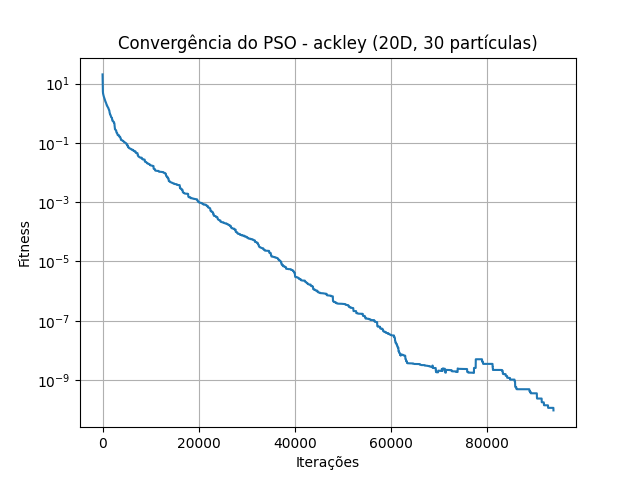 Convergência do PSO - ackley (20D, 30 partículas)
Fitness
10¹
10⁻¹
10⁻³
10⁻⁵
10⁻⁷
10⁻⁹
0 20000 40000 60000 80000
Iterações